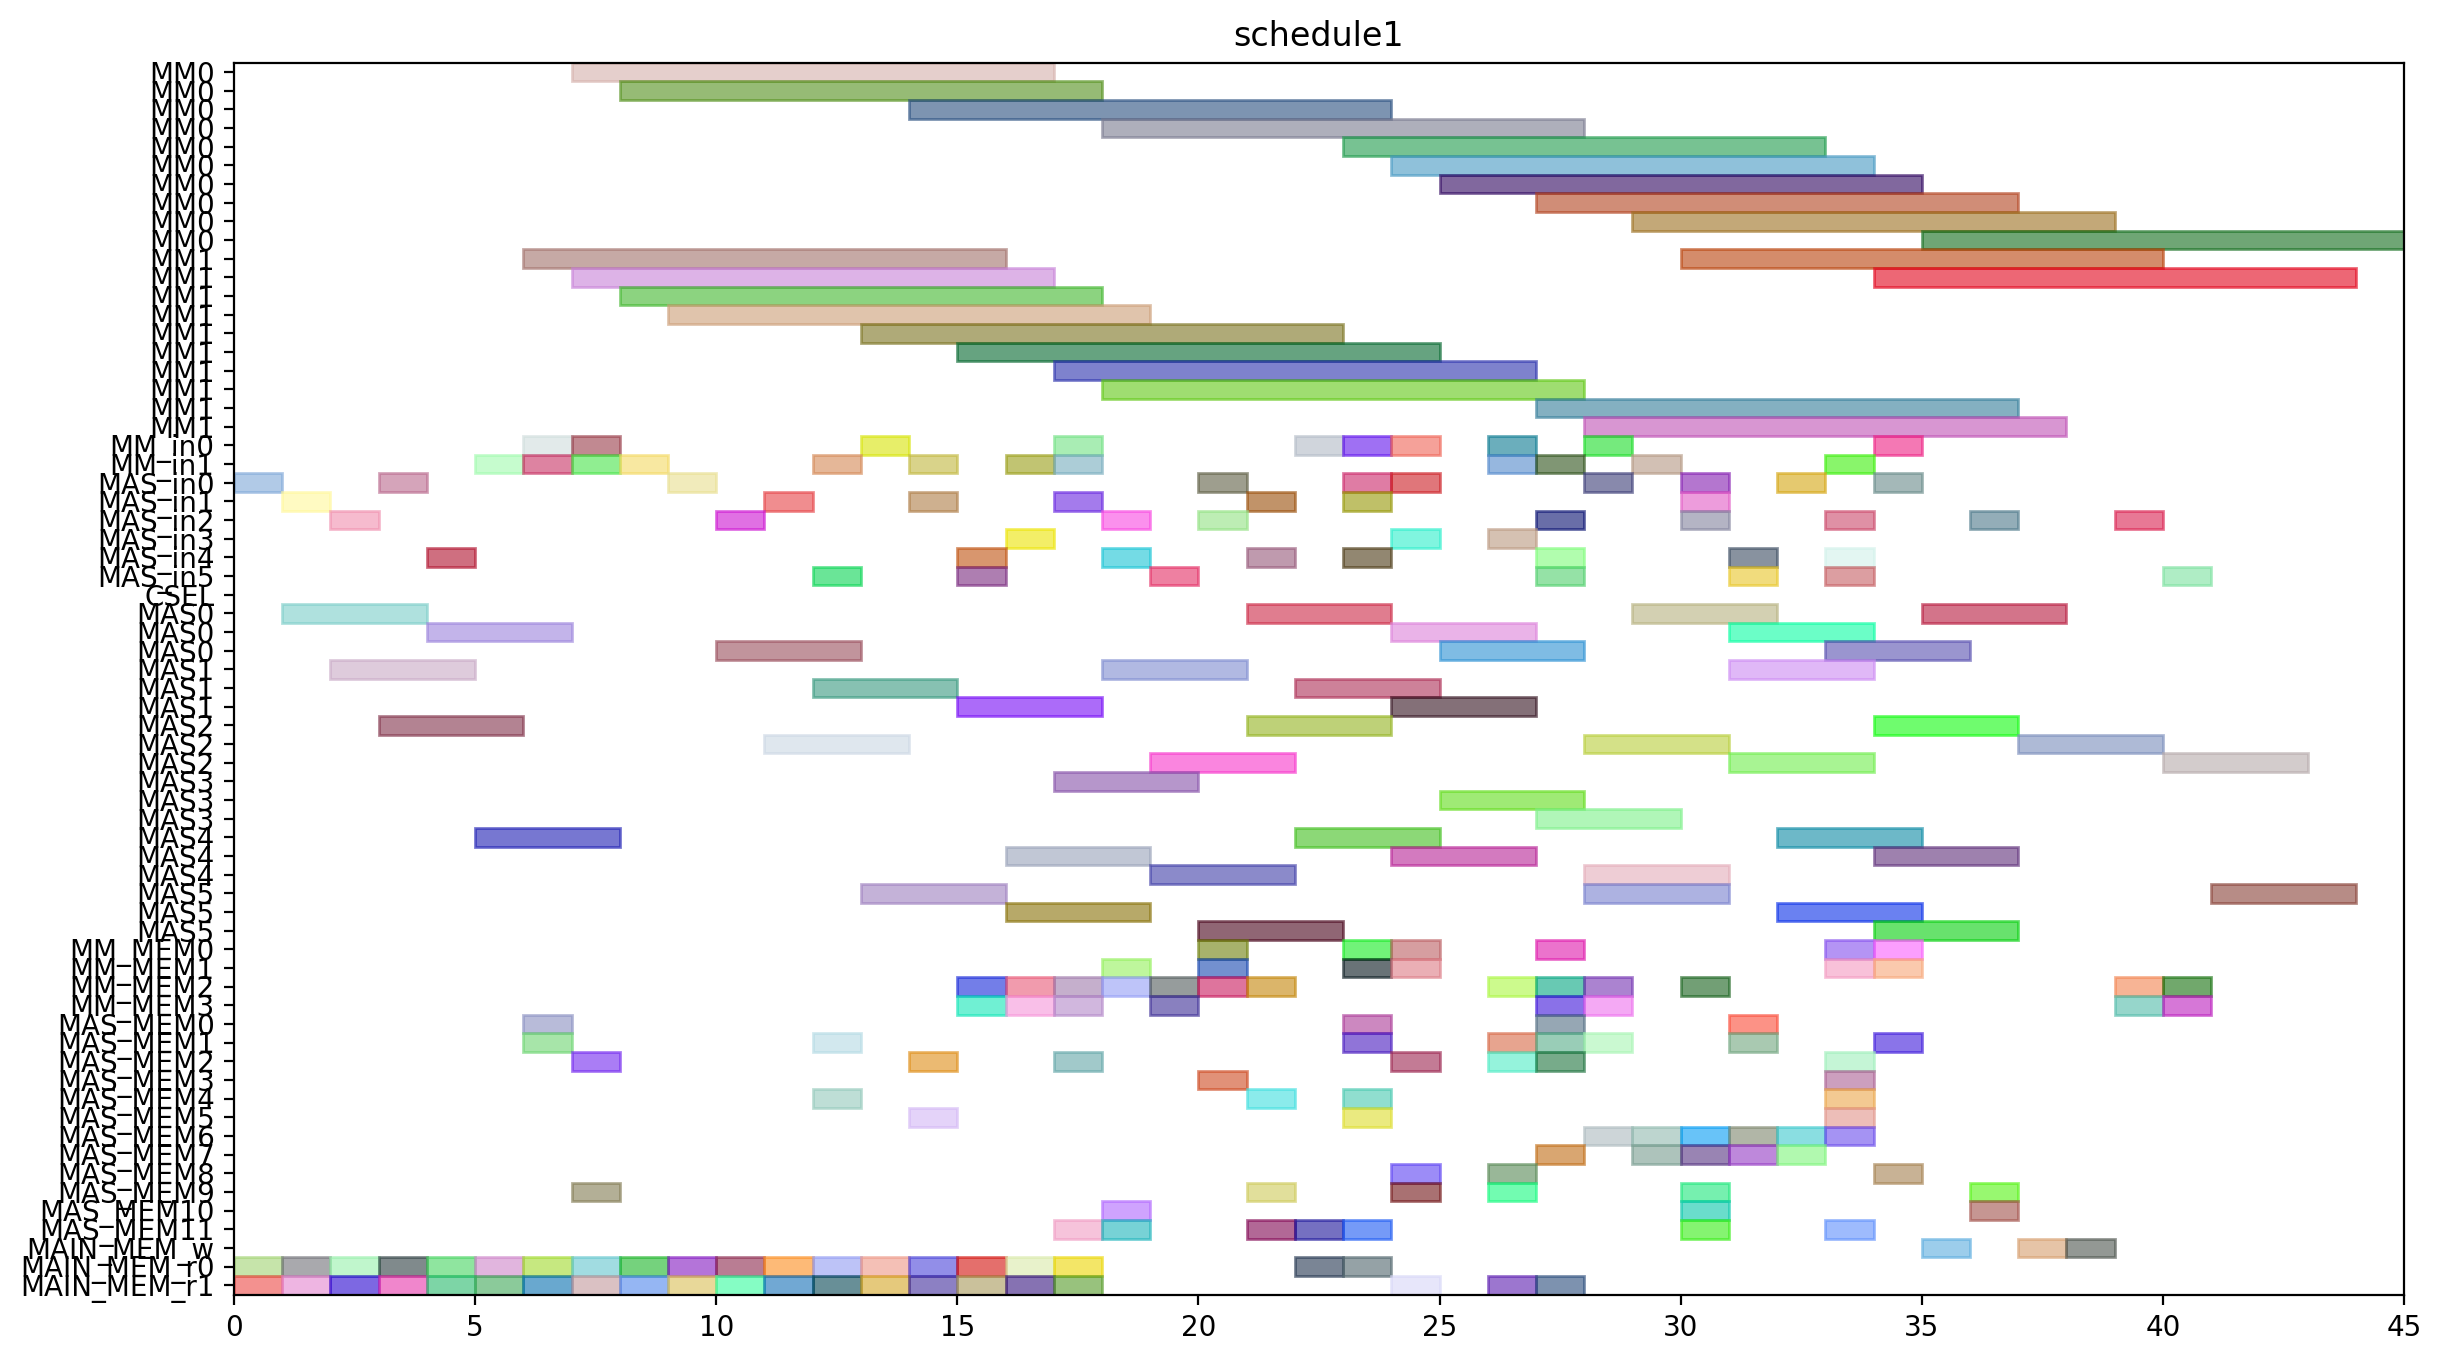 schedule1
MM0
MM0
MM0
MM0
MM0
MM0
MM0
MM0
MM0
MM0
MM1
MM1
MM1
MM1
MM1
MM1
MM1
MM1
MM1
MM1
MM_in0
MM_in1
MAS_in0
MAS_in1
MAS_in2
MAS_in3
MAS_in4
MAS_in5
CSEL
MAS0
MAS0
MAS0
MAS1
MAS1
MAS1
MAS2
MAS2
MAS2
MAS3
MAS3
MAS3
MAS4
MAS4
MAS4
MAS5
MAS5
MAS5
MM_MEM0
MM_MEM1
MM_MEM2
MM_MEM3
MAS_MEM0
MAS_MEM1
MAS_MEM2
MAS_MEM3
MAS_MEM4
MAS_MEM5
MAS_MEM6
MAS_MEM7
MAS_MEM8
MAS_MEM9
MAS_MEM10
MAS_MEM11
MAIN_MEM_w
MAIN_MEM_r0
MAIN_MEM_r1
0 5 10 15 20 25 30 35 40 45